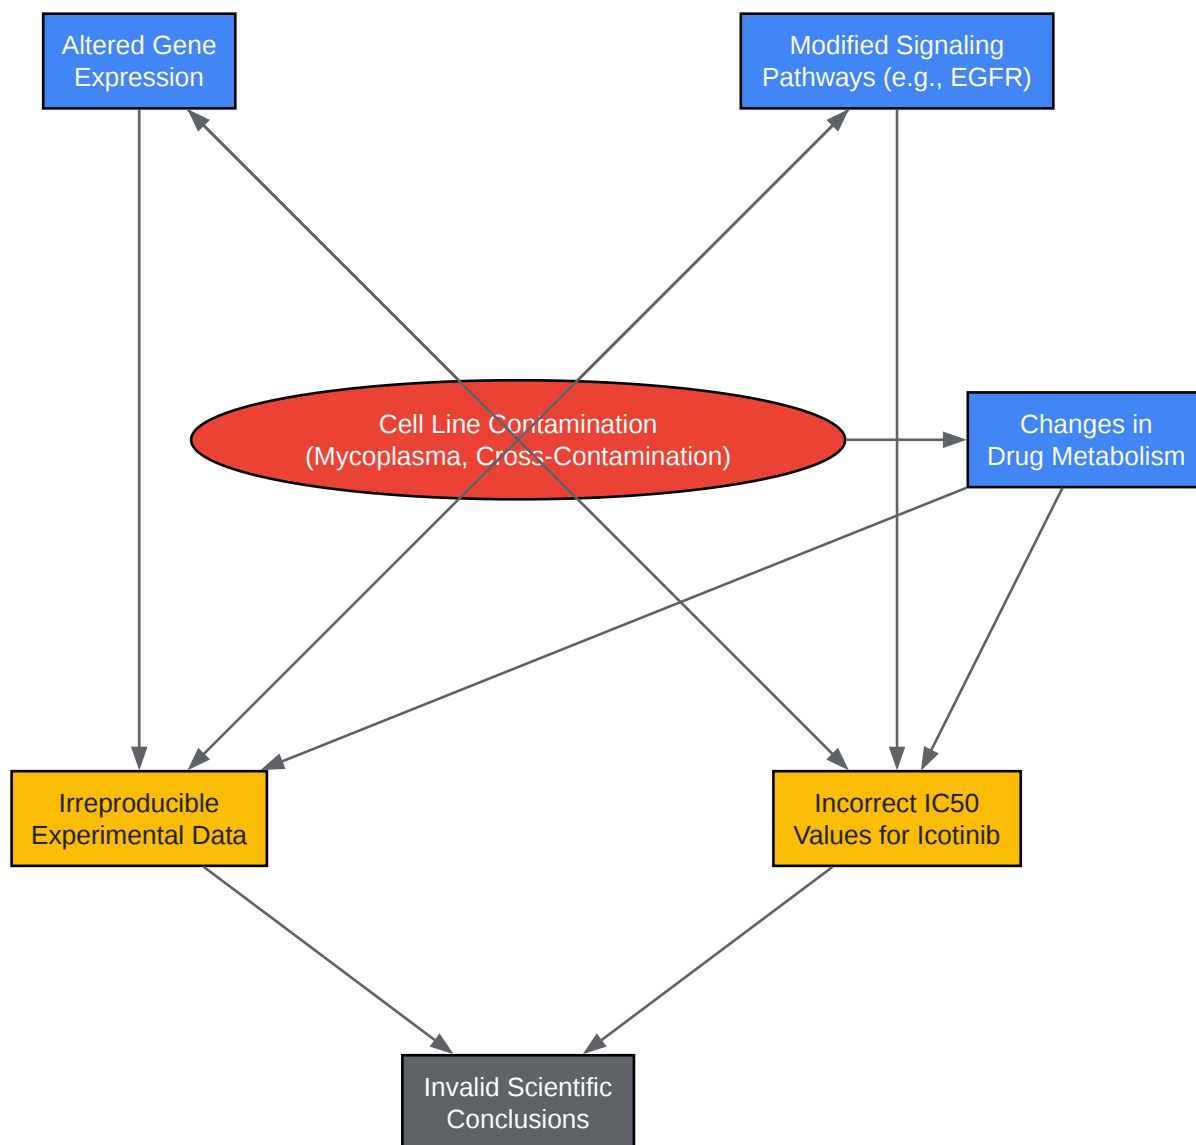 Altered Gene
Expression
Modified Signaling
Pathways (e.g., EGFR)
Cell Line Contamination
(Mycoplasma, Cross-Contamination)
Changes in
Drug Metabolism
Irreproducible
Experimental Data
Incorrect IC50
Values for Icotinib
Invalid Scientific
Conclusions